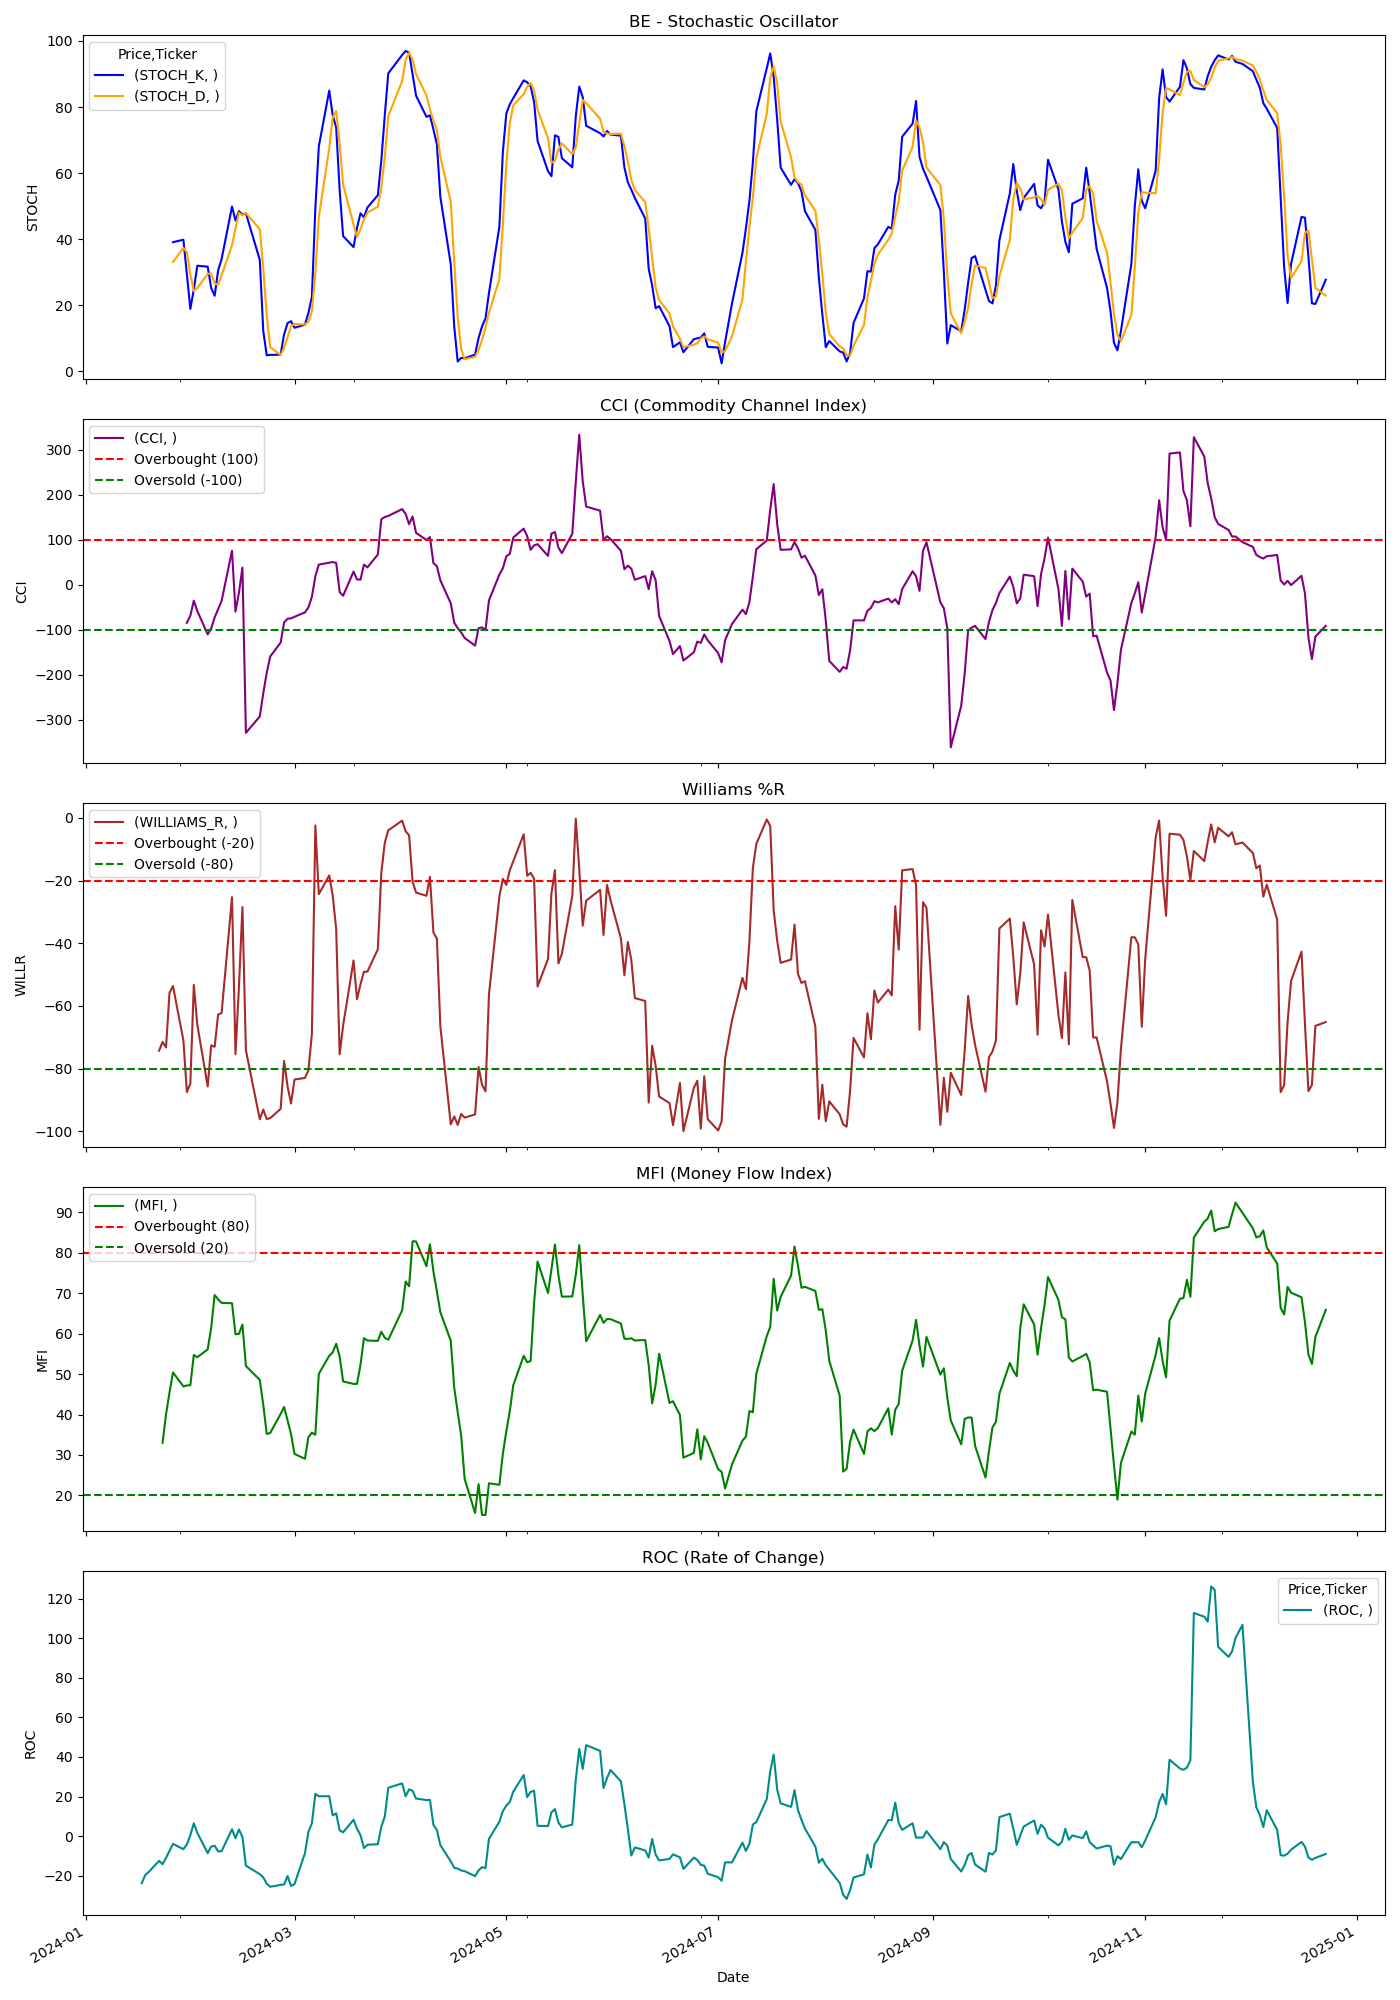 BE - Stochastic Oscillator
100
80
60
40
20
0
STOCH
Price,Ticker
(STOCH_K, )
(STOCH_D, )
CCI (Commodity Channel Index)
300
200
100
0
−100
−200
−300
CCI
(CCI, )
Overbought (100)
Oversold (-100)
Williams %R
0
−20
−40
−60
−80
−100
WILLR
(WILLIAMS_R, )
Overbought (-20)
Oversold (-80)
MFI (Money Flow Index)
90
80
70
60
50
40
30
20
MFI
(MFI, )
Overbought (80)
Oversold (20)
ROC (Rate of Change)
120
100
80
60
40
20
0
−20
ROC
Price,Ticker
(ROC, )
2024-01
2024-03
2024-05
2024-07
2024-09
2024-11
2025-01
Date